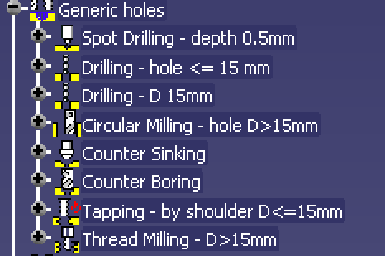 Generic holes
Spot Drilling - depth 0.5mm
Drilling - hole <= 15 mm
Drilling - D 15mm
Circular Milling - hole D>15mm
Counter Sinking
Counter Boring
Tapping - by shoulder D<=15mm
Thread Milling - D>15mm